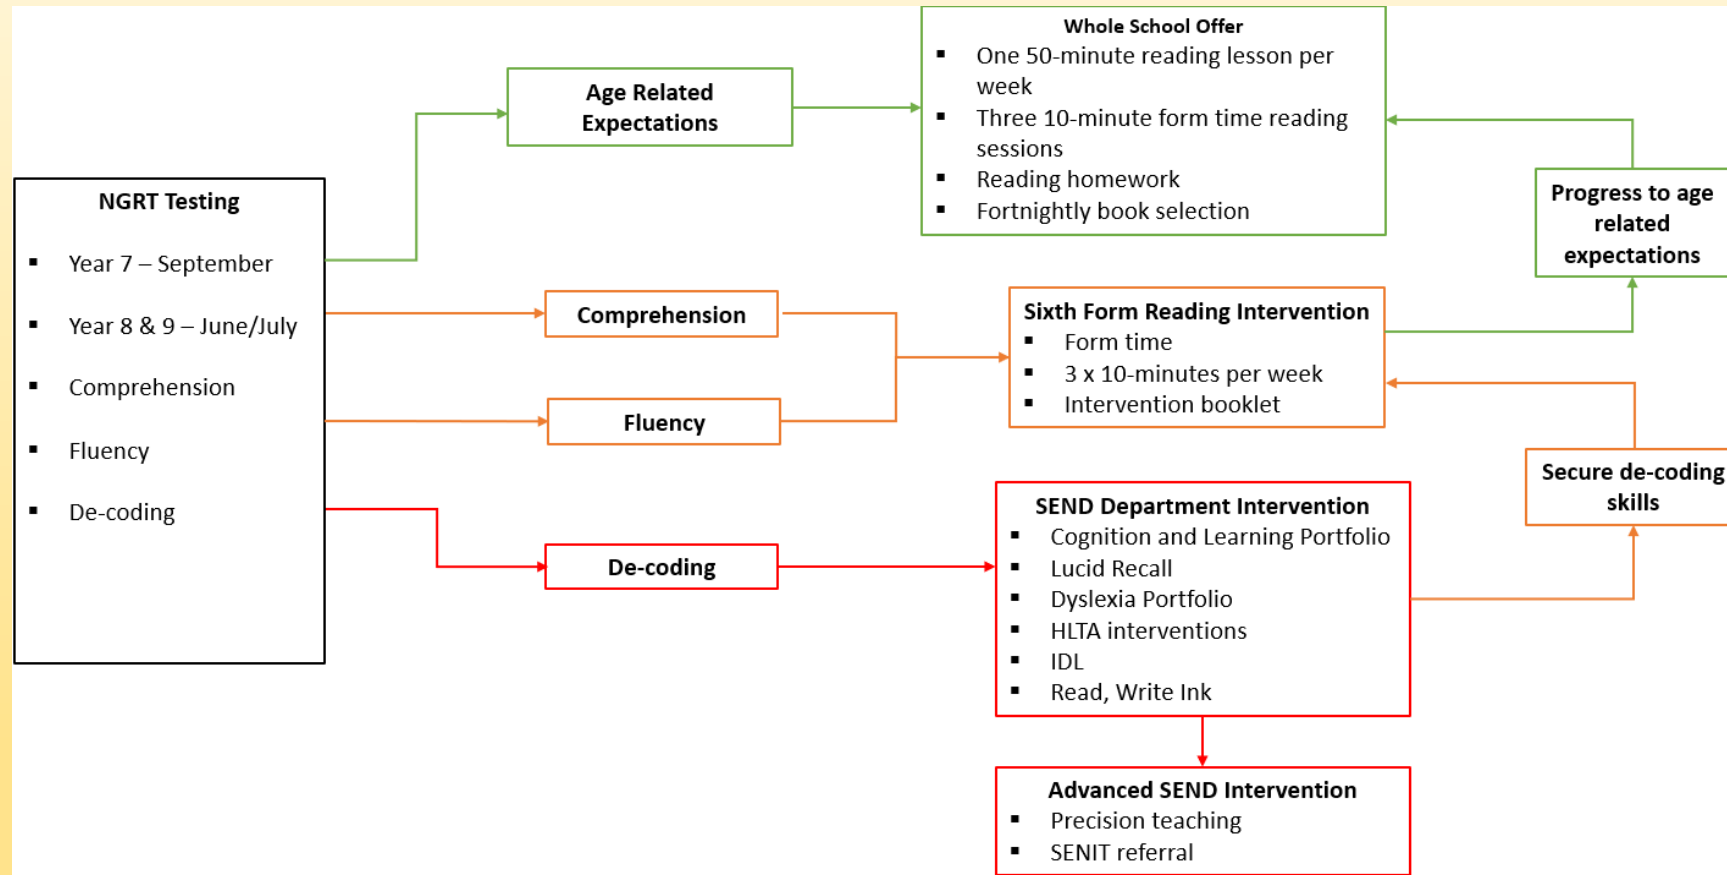 NGRT Testing
▪ Year 7 – September
▪ Year 8 & 9 – June/July
▪ Comprehension
▪ Fluency
▪ De-coding
Age Related
Expectations
Whole School Offer
▪ One 50-minute reading lesson per
week
▪ Three 10-minute form time reading
sessions
▪ Reading homework
▪ Fortnightly book selection
Comprehension
Fluency
Sixth Form Reading Intervention
▪ Form time
▪ 3 x 10-minutes per week
▪ Intervention booklet
Progress to age
related
expectations
De-coding
SEND Department Intervention
▪ Cognition and Learning Portfolio
▪ Lucid Recall
▪ Dyslexia Portfolio
▪ HLTA interventions
▪ IDL
▪ Read, Write Ink
Secure de-coding
skills
Advanced SEND Intervention
▪ Precision teaching
▪ SENIT referral